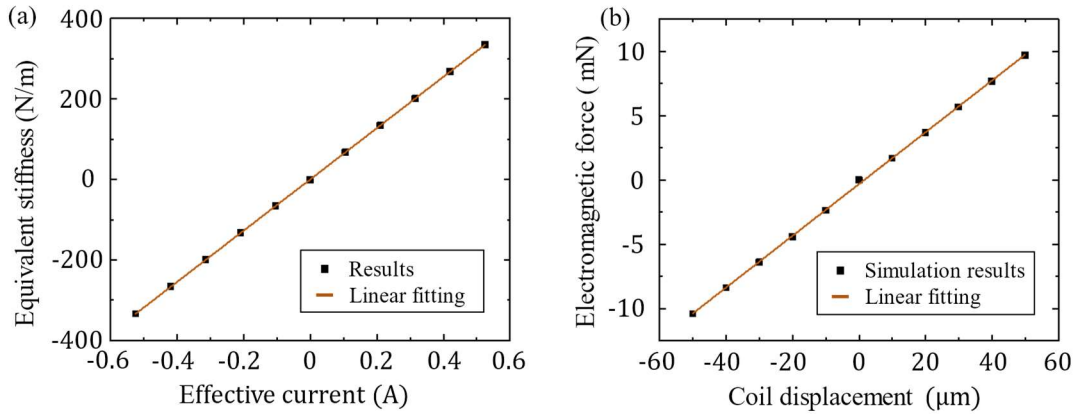 (a)
Equivalent stiffness (N/m)
400
200
0
-200
-400
-0.6
-0.4
-0.2
0
0.2
0.4
0.6
Effective current (A)
Results
Linear fitting
(b)
Electromagnetic force ( mN)
10
5
0
-5
-10
-60
-40
-20
0
20
40
60
Coil displacement (μm)
Simulation results
Linear fitting